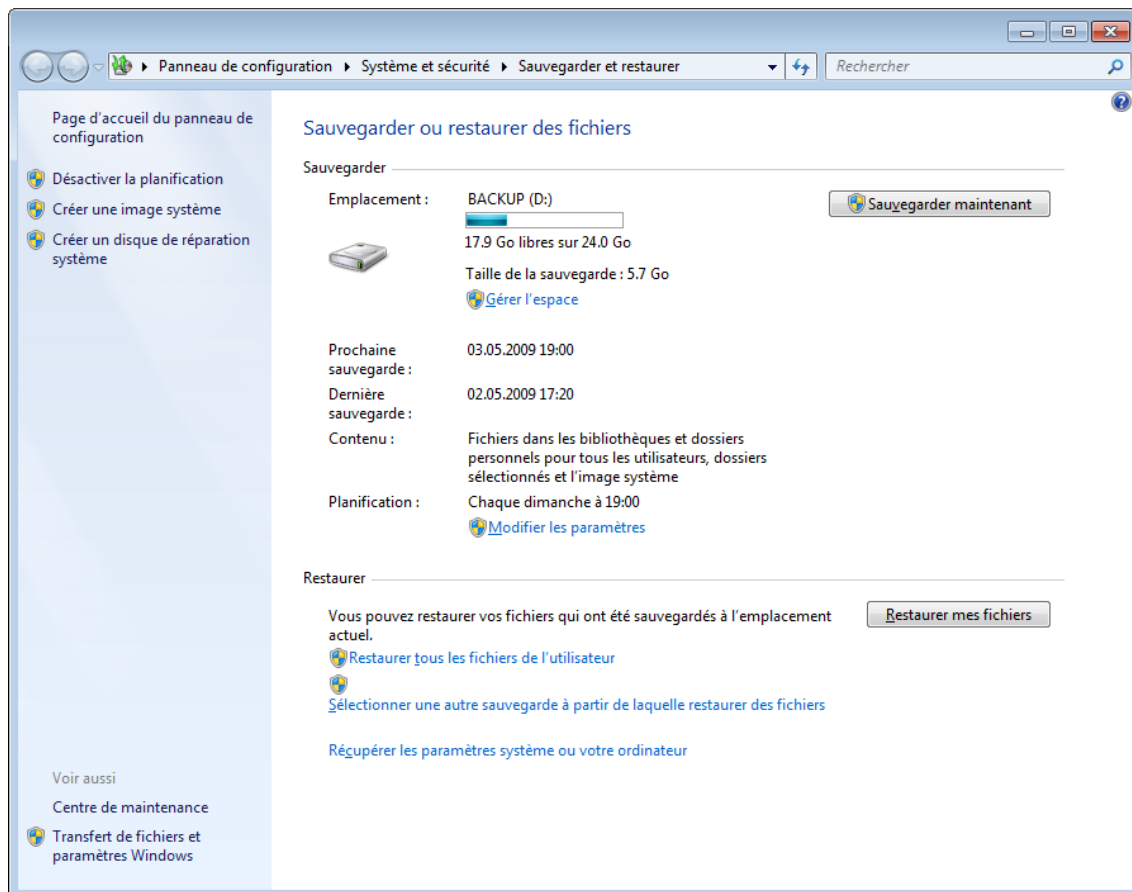 Panneau de configuration
Système et sécurité
Sauvegarder et restaurer
Rechercher
Page d'accueil du panneau de
configuration
Désactiver la planification
Créer une image système
Créer un disque de réparation
système
Voir aussi
Centre de maintenance
Transfert de fichiers et
paramètres Windows
Sauvegarder ou restaurer des fichiers
Sauvegarder
Emplacement :
BACKUP (D:)
Sauvegarder maintenant
17.9 Go libres sur 24.0 Go
Taille de la sauvegarde : 5.7 Go
Gérer l'espace
Prochaine
sauvegarde :
03.05.2009 19:00
Dernière
sauvegarde :
02.05.2009 17:20
Contenu :
Fichiers dans les bibliothèques et dossiers
personnels pour tous les utilisateurs, dossiers
sélectionnés et l'image système
Planification :
Chaque dimanche à 19:00
Modifier les paramètres
Restaurer
Vous pouvez restaurer vos fichiers qui ont été sauvegardés à l'emplacement
actuel.
Restaurer mes fichiers
Restaurer tous les fichiers de l'utilisateur
Sélectionner une autre sauvegarde à partir de laquelle restaurer des fichiers
Récupérer les paramètres système ou votre ordinateur